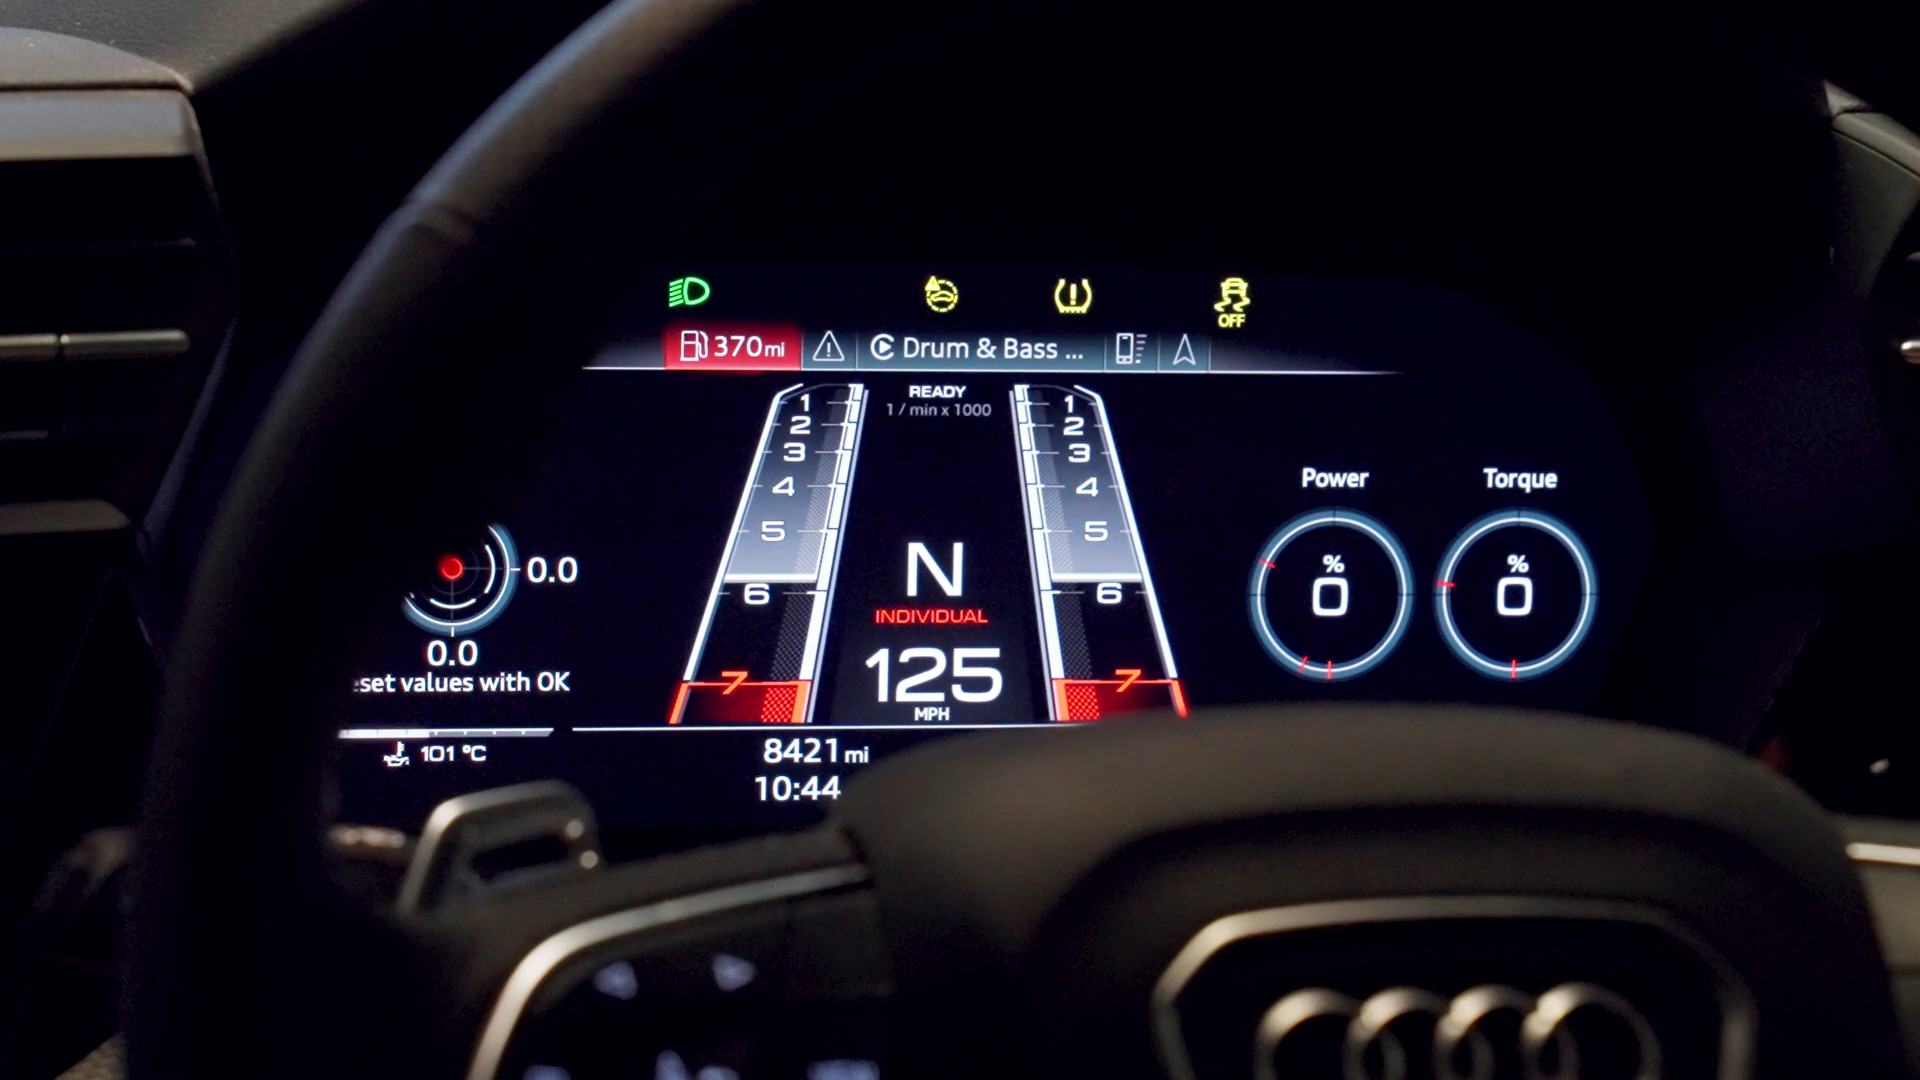 OFF
370 mi
Drum & Bass ...
READY
1 / min x 1000
1
2
3
4
5
6
7
1
2
3
4
5
6
7
N
INDIVIDUAL
125
MPH
Power
% 
0
Torque
%
0
0.0
0.0
set values with OK
101 °C
8421 mi
10:44